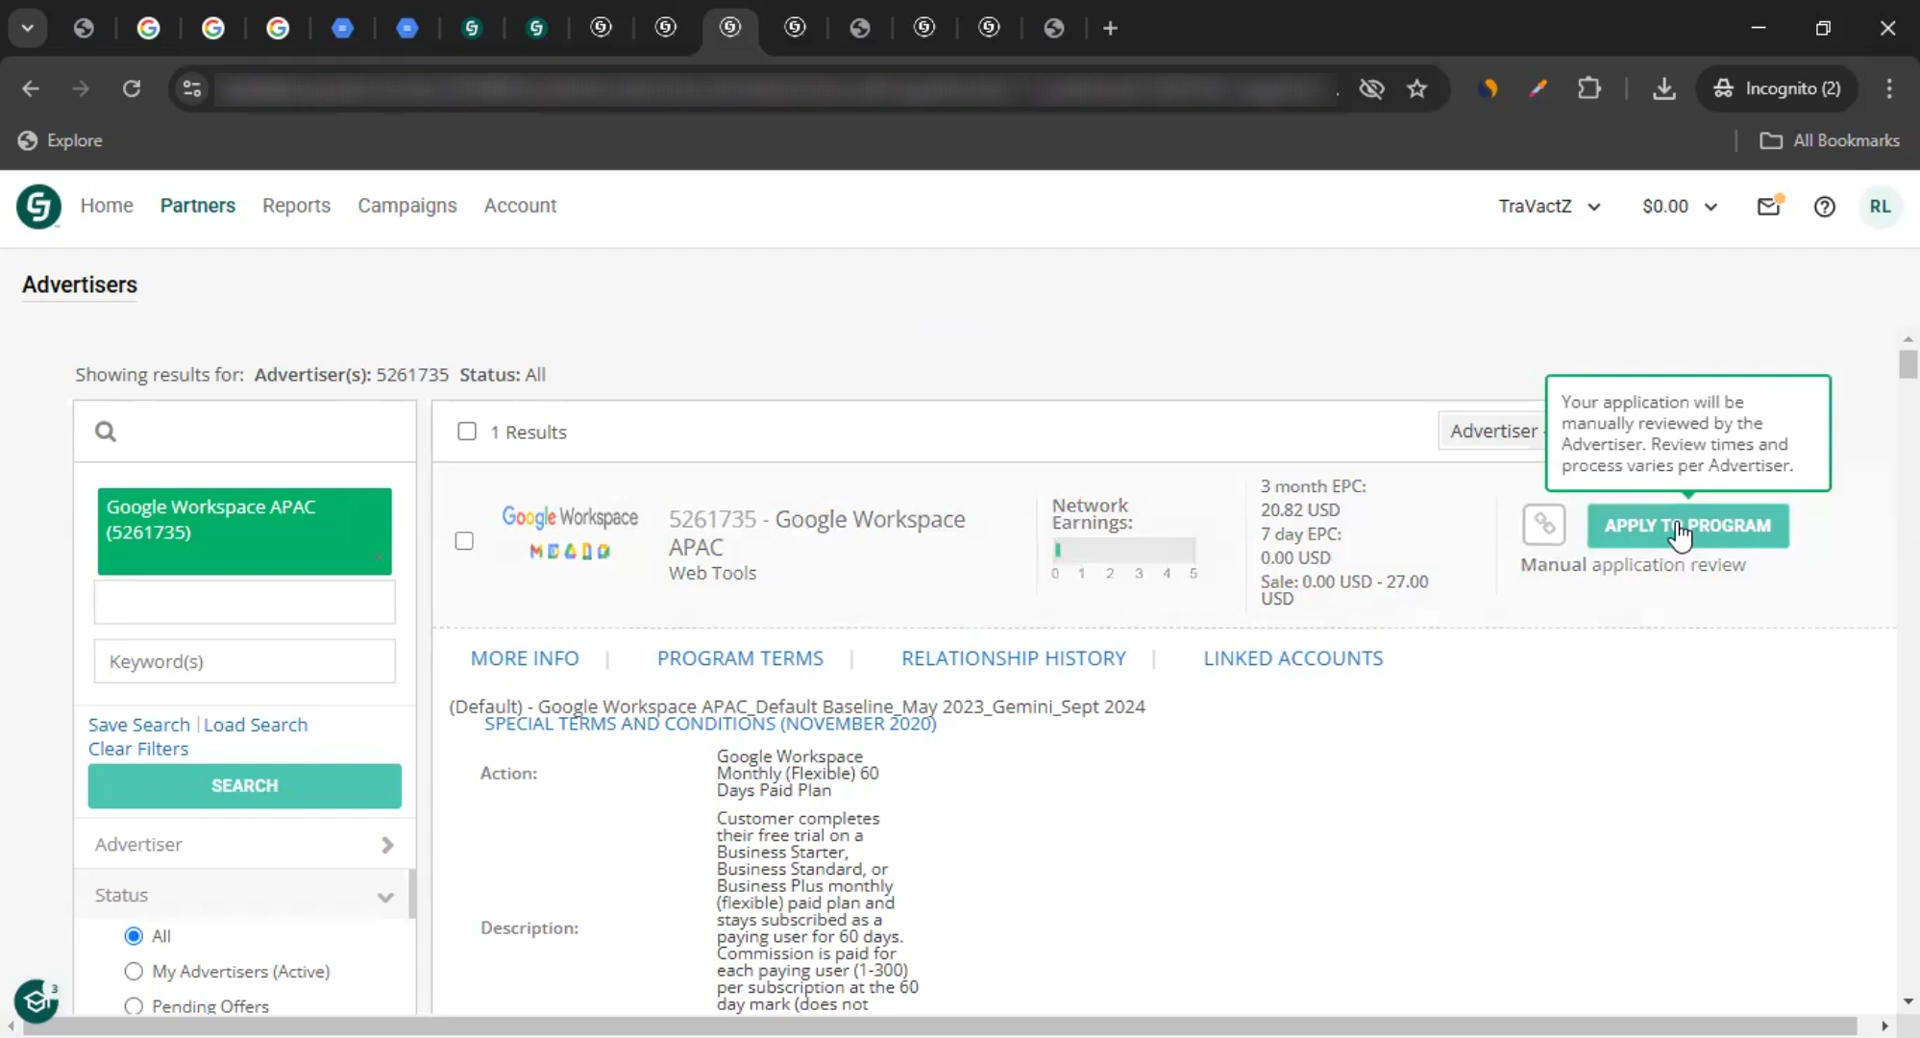 Incognito (2)
Explore
All Bookmarks
Home
Partners
Reports
Campaigns
Account
TraVactZ
$0.00
RL
Advertisers
Showing results for: Advertiser(s): 5261735 Status: All
Google Workspace APAC
(5261735)
Keyword(s)
Save Search | Load Search
Clear Filters
SEARCH
Advertiser
Status
All
My Advertisers (Active)
Pending Offers
3
1 Results
Advertiser
Your application will be
manually reviewed by the
Advertiser. Review times and
process varies per Advertiser.
Google Workspace
5261735 - Google Workspace
APAC
Web Tools
Network
Earnings:
0 1 2 3 4 5
3 month EPC:
20.82 USD
7 day EPC:
0.00 USD
Sale: 0.00 USD - 27.00
USD
APPLY TO PROGRAM
Manual application review
MORE INFO | PROGRAM TERMS | RELATIONSHIP HISTORY | LINKED ACCOUNTS
(Default) - Google Workspace APAC_Default Baseline_May 2023_Gemini_Sept 2024
SPECIAL TERMS AND CONDITIONS (NOVEMBER 2020)
Action:
Google Workspace
Monthly (Flexible) 60
Days Paid Plan
Description:
Customer completes
their free trial on a
Business Starter,
Business Standard, or
Business Plus monthly
(flexible) paid plan and
stays subscribed as a
paying user for 60 days.
Commission is paid for
each paying user (1-300)
per subscription at the 60
day mark (does not